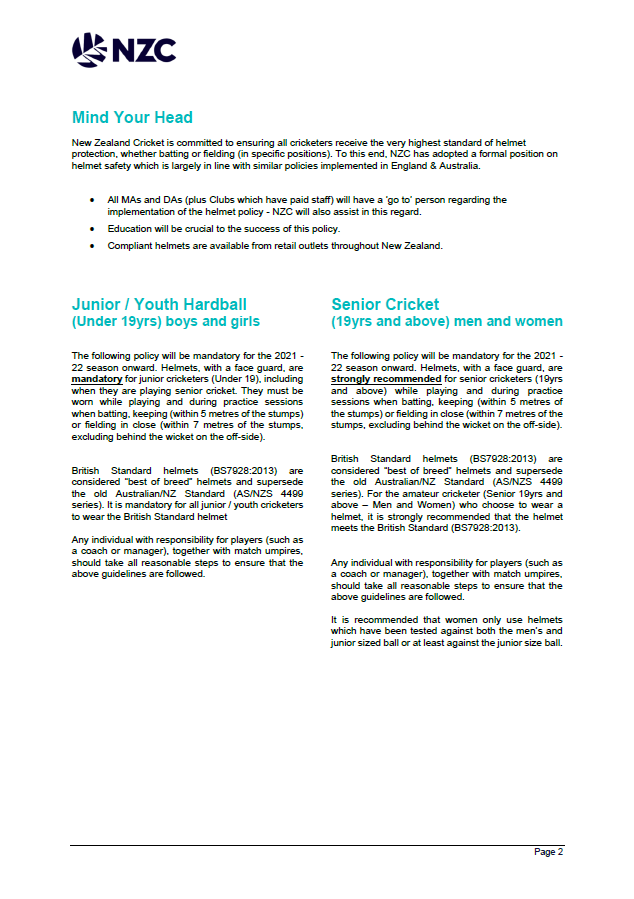 NZC
Mind Your Head
New Zealand Cricket is committed to ensuring all cricketers receive the very highest standard of helmet
protection, whether batting or fielding (in specific positions). To this end, NZC has adopted a formal position on
helmet safety which is largely in line with similar policies implemented in England & Australia.
• All MAs and DAs (plus Clubs which have paid staff) will have a 'go to' person regarding the
implementation of the helmet policy - NZC will also assist in this regard.
• Education will be crucial to the success of this policy.
• Compliant helmets are available from retail outlets throughout New Zealand.
Junior / Youth Hardball
(Under 19yrs) boys and girls
The following policy will be mandatory for the 2021 -
22 season onward. Helmets, with a face guard, are
mandatory for junior cricketers (Under 19), including
when they are playing senior cricket. They must be
worn while playing and during practice sessions
when batting, keeping (within 5 metres of the stumps)
or fielding in close (within 7 metres of the stumps,
excluding behind the wicket on the off-side).
British Standard helmets (BS7928:2013) are
considered “best of breed” helmets and supersede
the old Australian/NZ Standard (AS/NZS 4499
series). It is mandatory for all junior / youth cricketers
to wear the British Standard helmet
Any individual with responsibility for players (such as
a coach or manager), together with match umpires,
should take all reasonable steps to ensure that the
above guidelines are followed.
Senior Cricket
(19yrs and above) men and women
The following policy will be mandatory for the 2021 -
22 season onward. Helmets, with a face guard, are
strongly recommended for senior cricketers (19yrs
and above) while playing and during practice
sessions when batting, keeping (within 5 metres of
the stumps) or fielding in close (within 7 metres of the
stumps, excluding behind the wicket on the off-side).
British Standard helmets (BS7928:2013) are
considered “best of breed” helmets and supersede
the old Australian/NZ Standard (AS/NZS 4499
series). For the amateur cricketer (Senior 19yrs and
above – Men and Women) who choose to wear a
helmet, it is strongly recommended that the helmet
meets the British Standard (BS7928:2013).
Any individual with responsibility for players (such as
a coach or manager), together with match umpires,
should take all reasonable steps to ensure that the
above guidelines are followed.
It is recommended that women only use helmets
which have been tested against both the men’s and
junior sized ball or at least against the junior size ball.
Page 2